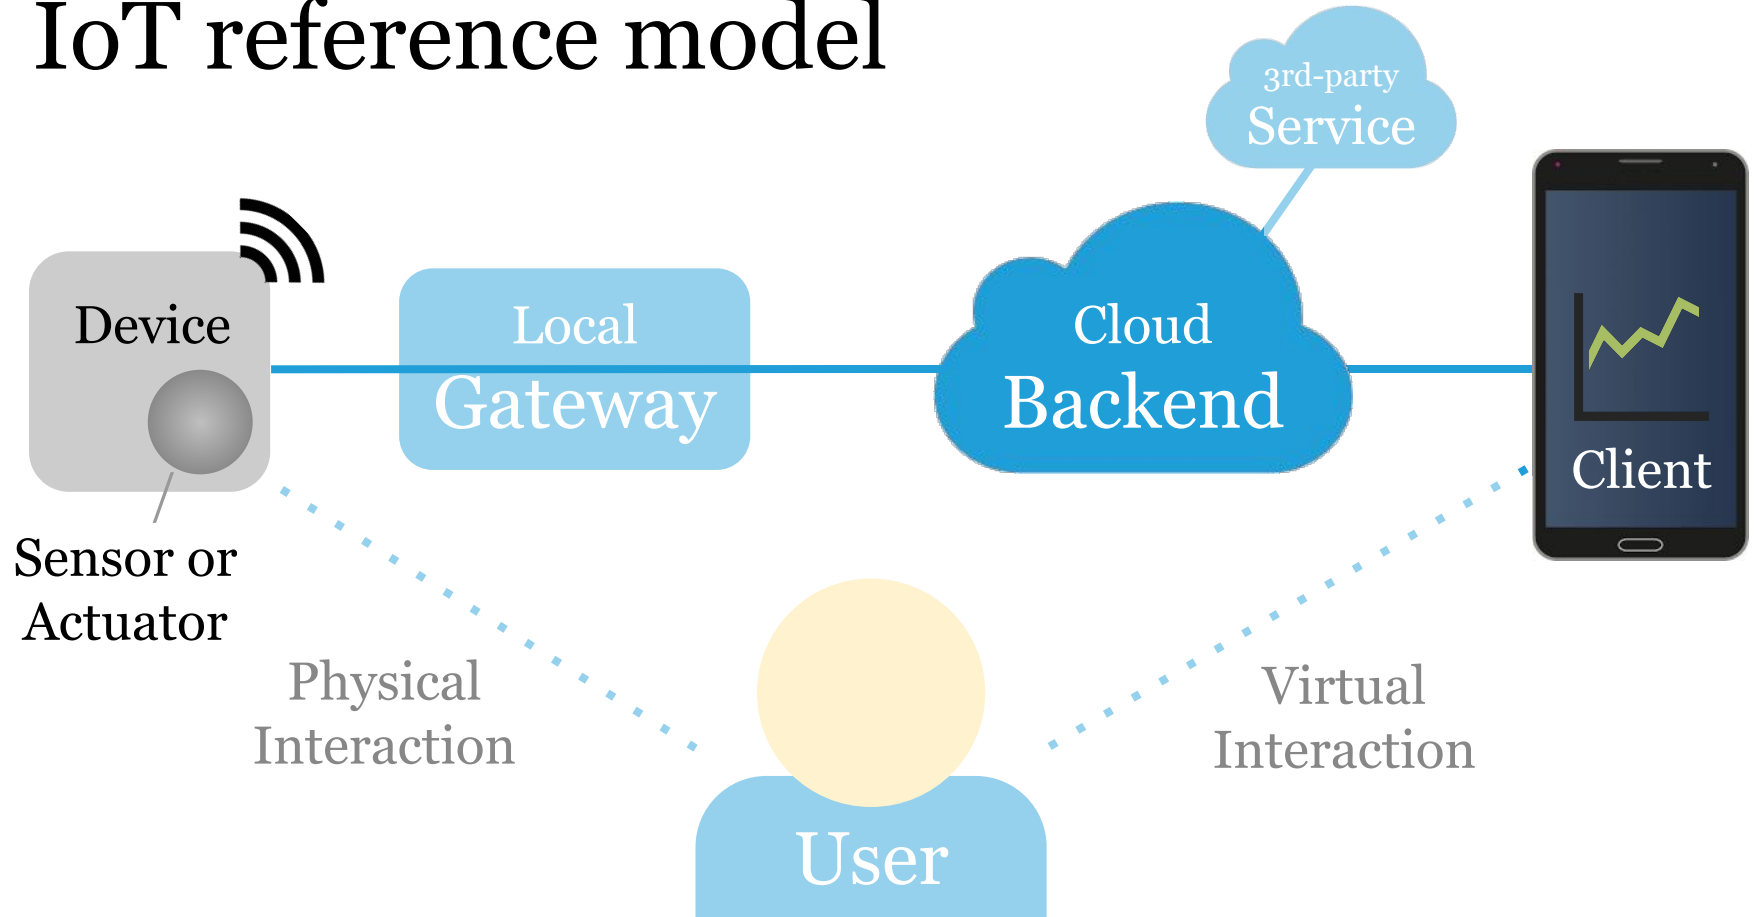 IoT reference model
3rd-party
Service
Device
Local
Gateway
Cloud
Backend
Client
Sensor or
Actuator
Physical
Interaction
Virtual
Interaction
User